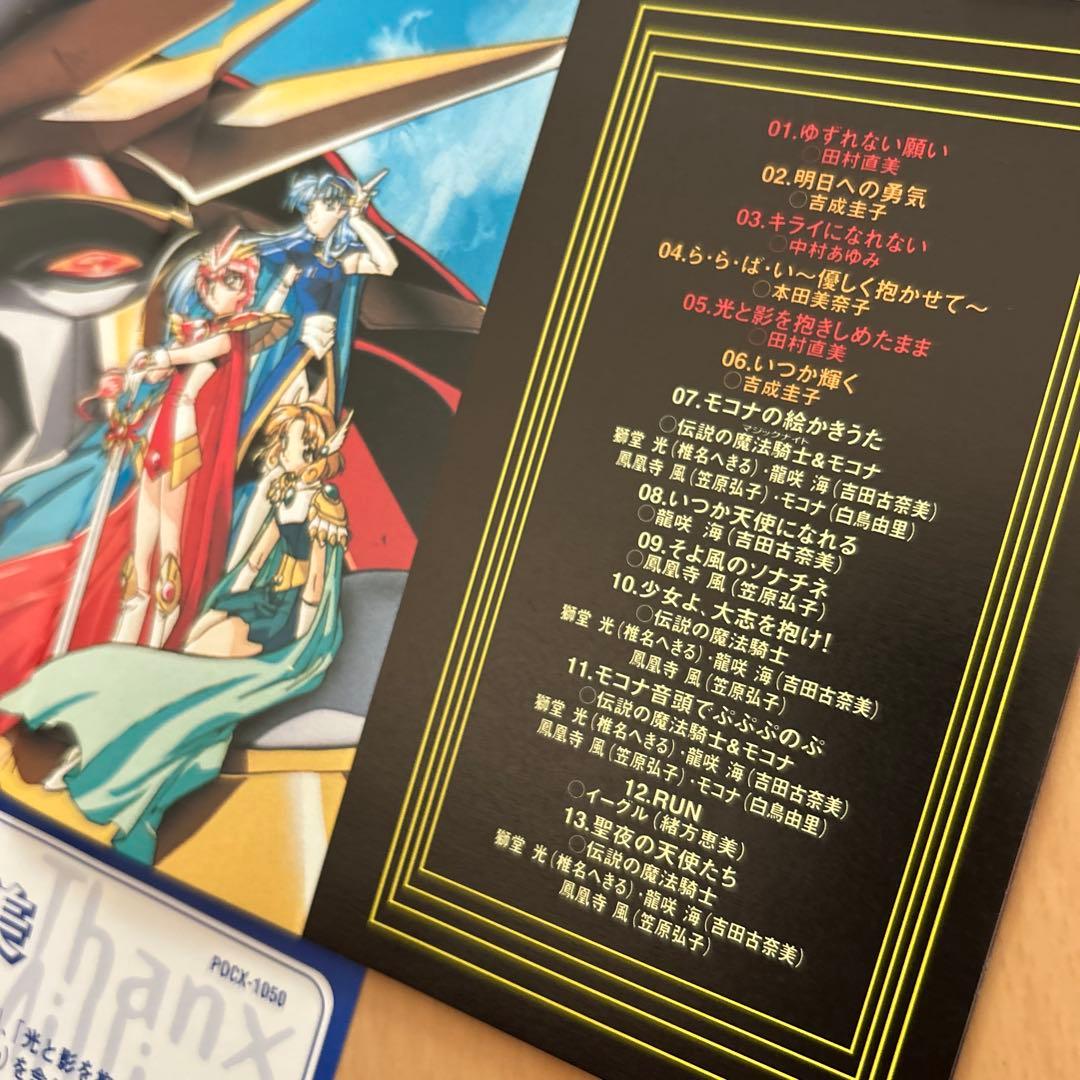 01.ゆずれない願い
○田村直美
02.明日への勇気
○吉成圭子
03.キライになれない
○中村あゆみ
04.ら・ら・ば・い〜優しく抱かせて〜
○本田美奈子
05.光と影を抱きしめたまま
○田村直美
06.いつか輝く
○吉成圭子
07.モコナの絵かきうた
マジックナイト
○伝説の魔法騎士&モコナ
獅堂 光(椎名へきる)・龍咲 海(吉田古奈美)
鳳凰寺 風(笠原弘子)・モコナ(白鳥由里)
08.いつか天使になれる
○龍咲 海(吉田古奈美)
09.そよ風のソナチネ
○鳳凰寺 風(笠原弘子)
10.少女よ、大志を抱け!
○伝説の魔法騎士
獅堂 光(椎名へきる)・龍咲 海(吉田古奈美)
鳳凰寺 風(笠原弘子)
11.モコナ音頭でぷぷぷのぷ
○伝説の魔法騎士&モコナ
獅堂 光(椎名へきる)・龍咲 海(吉田古奈美)
鳳凰寺 風(笠原弘子)・モコナ(白鳥由里)
12.RUN
○イーグル(緒方恵美)
13.聖夜の天使たち
○伝説の魔法騎士
獅堂 光(椎名へきる)・龍咲 海(吉田古奈美)
鳳凰寺 風(笠原弘子)
Thanx
POCX-1050
「光と影を
を含